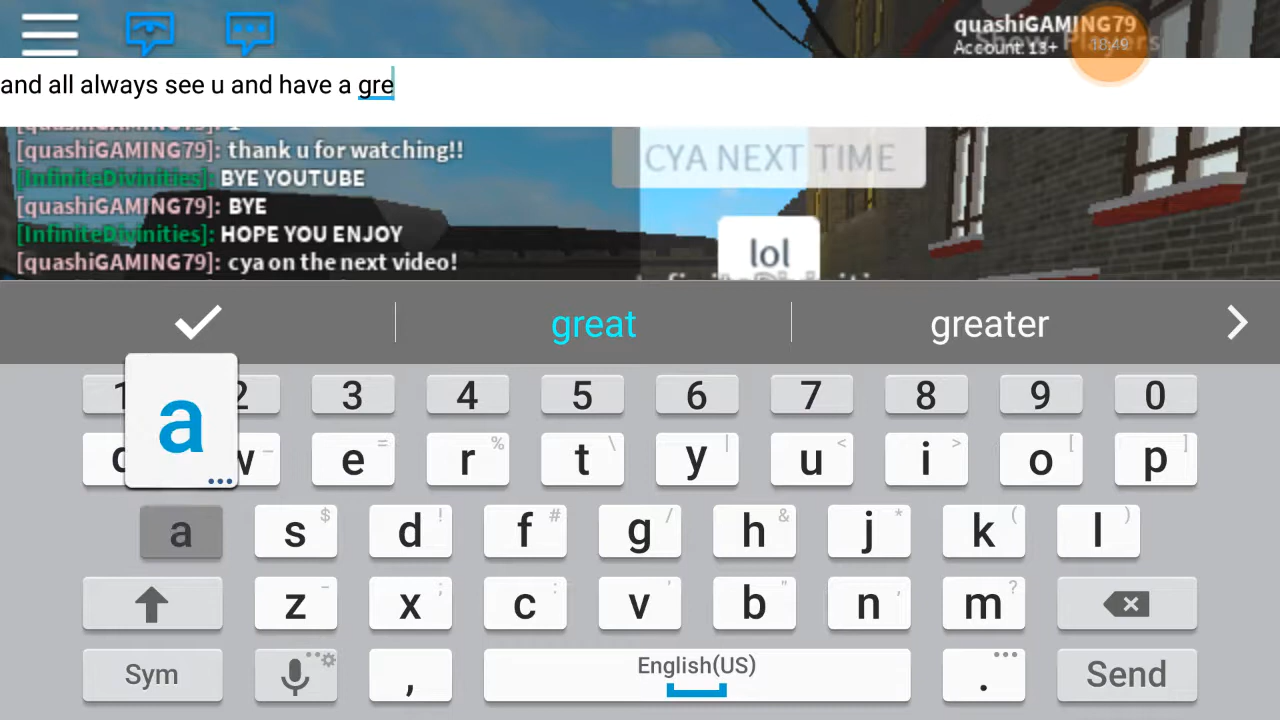 quashiGAMING79
Account: 13+
18:49
and all always see u and have a gre
[quashiGAMING79]: thank u for watching!!
[InfiniteDivinities]: BYE YOUTUBE
[quashiGAMING79]: BYE
[InfiniteDivinities]: HOPE YOU ENJOY
[quashiGAMING79]: cya on the next video!
CYA NEXT TIME
lol
great
greater
1 2 3 4 5 6 7 8 9 0
a
w e r t y u i o p
a s d f g h j k l
z x c v b n m
Sym , English(US) . Send